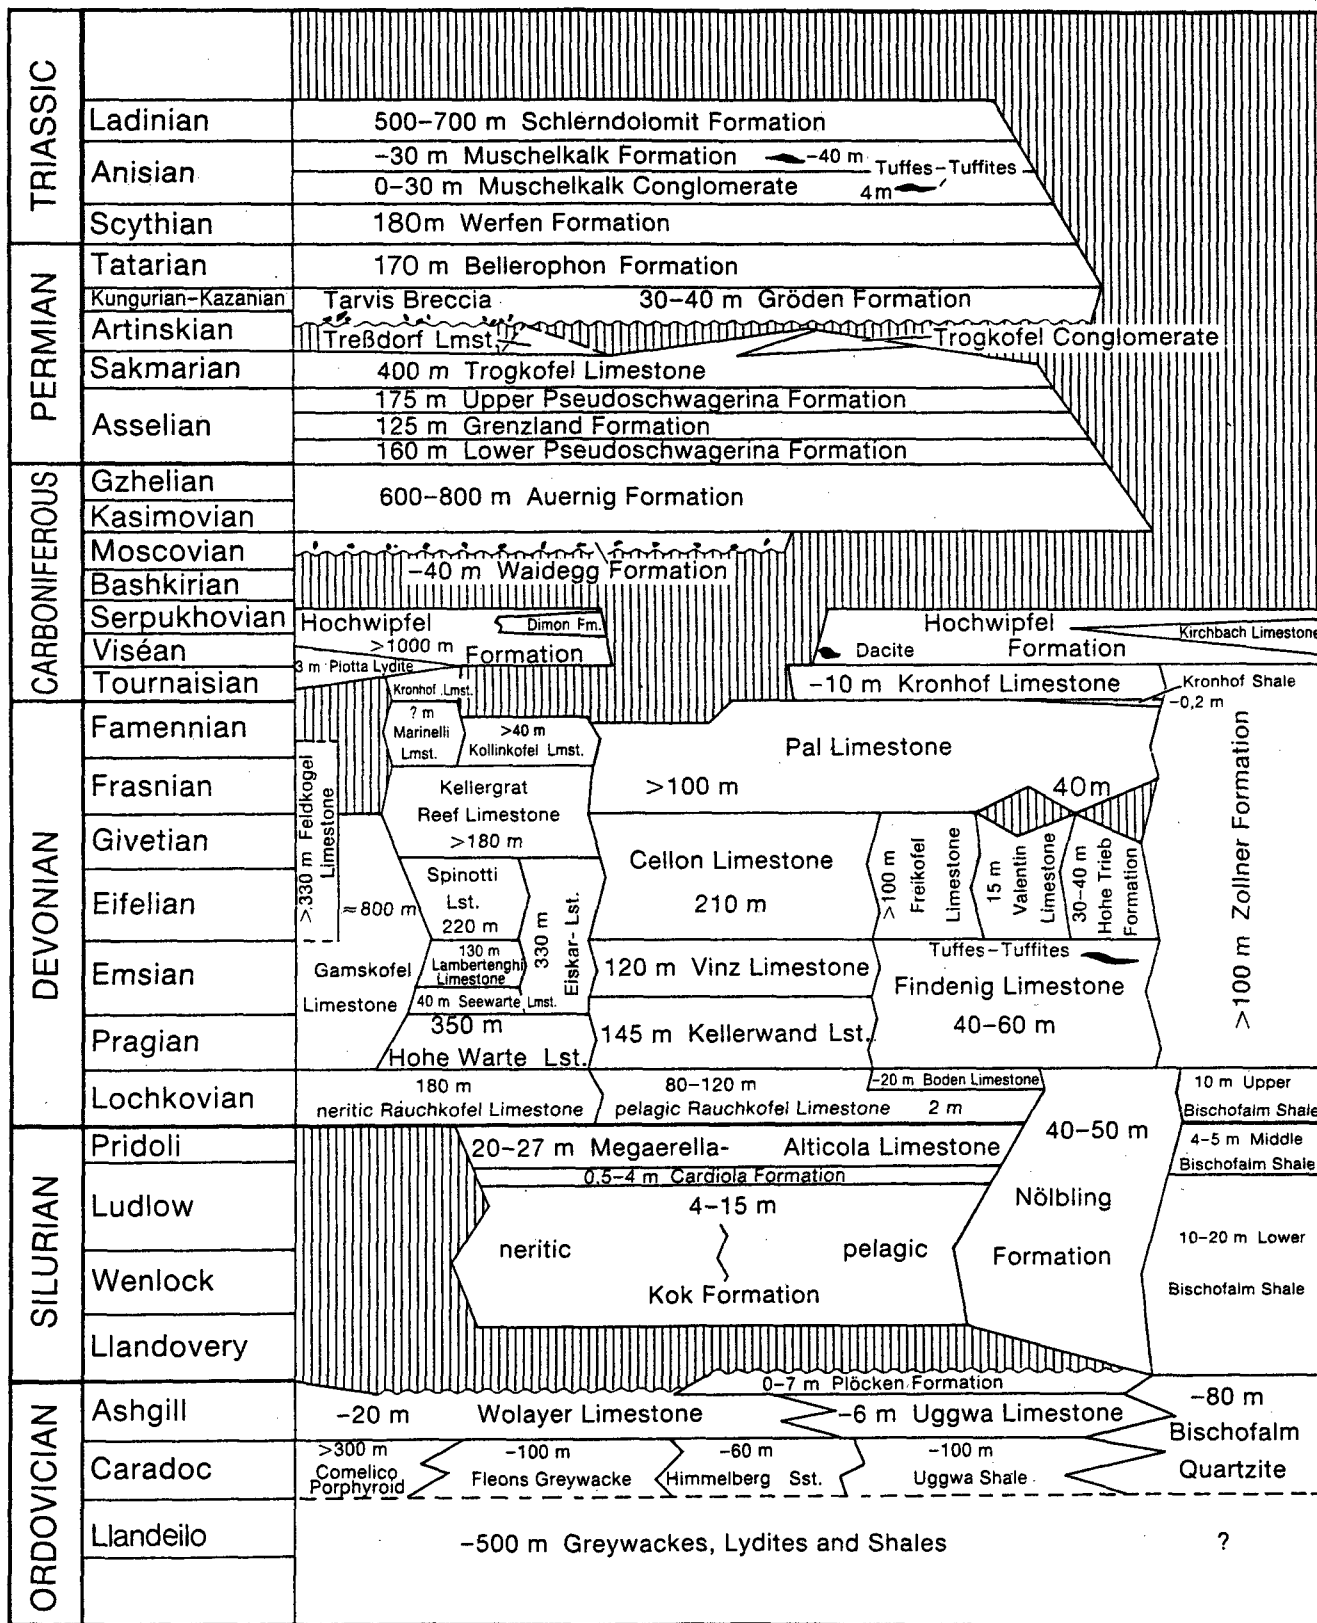 TRIASSIC
Ladinian
500-700 m Schlerndolomit Formation
Anisian
-30 m Muschelkalk Formation
-40 m
Tuffes-Tuffites
0-30 m Muschelkalk Conglomerate
4m
Scythian
180m Werfen Formation
PERMIAN
Tatarian
170 m Bellerophon Formation
Kungurian-Kazanian
Tarvis Breccia
30-40 m Gröden Formation
Artinskian
Treßdorf Lmst.
Trogkofel Conglomerate
Sakmarian
400 m Trogkofel Limestone
Asselian
175 m Upper Pseudoschwagerina Formation
125 m Grenzland Formation
160 m Lower Pseudoschwagerina Formation
CARBONIFEROUS
Gzhelian
600-800 m Auernig Formation
Kasimovian
Moscovian
-40 m Waidegg Formation
Bashkirian
Serpukhovian
Hochwipfel
Dimon Fm.
Hochwipfel
Kirchbach Limestone
Viséan
>1000 m
Formation
Dacite
Formation
3 m Plotta Lydite
Tournaisian
Kronhof Lmst.
-10 m Kronhof Limestone
Kronhof Shale
-0,2 m
DEVONIAN
Famennian
? m
Marinelli
Lmst.
>40 m
Kollinkofel Lmst.
Pal Limestone
Frasnian
>330 m Feldkogel
Limestone
Kellergrat
Reef Limestone
>180 m
>100 m
40m
>100 m Zollner Formation
Givetian
Cellon Limestone
210 m
>100 m
Freikofel
Limestone
15 m
Valentin
Limestone
30-40 m
Hohe Trieb
Formation
Eifelian
≈800 m
Spinotti
Lst.
220 m
330 m
Eiskar- Lst.
Emsian
Gamskofel
Limestone
130 m
Lambertenghi
Limestone
40 m Seewarte Lmst.
120 m Vinz Limestone
Tuffes-Tuffites
Findenig Limestone
40-60 m
Pragian
350 m
Hohe Warte Lst.
145 m Kellerwand Lst.
Lochkovian
180 m
neritic Rauchkofel Limestone
80-120 m
pelagic Rauchkofel Limestone
-20 m Boden Limestone
2 m
10 m Upper
Bischofalm Shale
SILURIAN
Pridoli
20-27 m Megaerella- Alticola Limestone
40-50 m
4-5 m Middle
Bischofalm Shale
0.5-4 m Cardiola Formation
Ludlow
4-15 m
neritic
pelagic
Nölbling
Formation
10-20 m Lower
Bischofalm Shale
Wenlock
Kok Formation
Llandovery
ORDOVICIAN
0-7 m Plöcken Formation
Ashgill
-20 m Wolayer Limestone
-6 m Uggwa Limestone
-80 m
Bischofalm
Quartzite
Caradoc
>300 m
Comelico
Porphyroid
-100 m
Fleons Greywacke
-60 m
Himmelberg Sst.
-100 m
Uggwa Shale
Llandeilo
-500 m Greywackes, Lydites and Shales
?